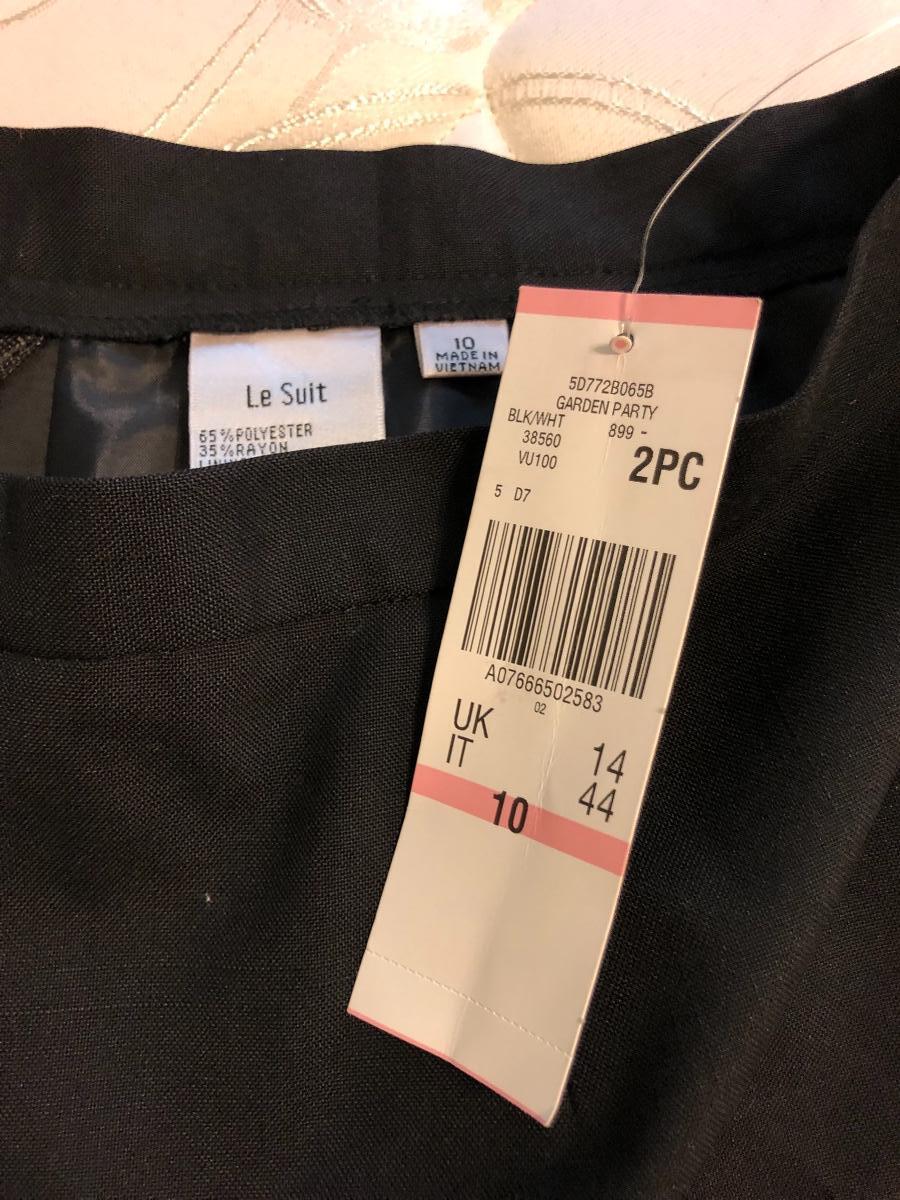 Le Suit
65%POLYESTER
35%RAYON
10
MADE IN
VIETNAM
5D772B065B
GARDEN PARTY
BLK/WHT 899 -
38560
VU100
2PC
5 D7
A07666502583
02
UK 14
IT 44
10